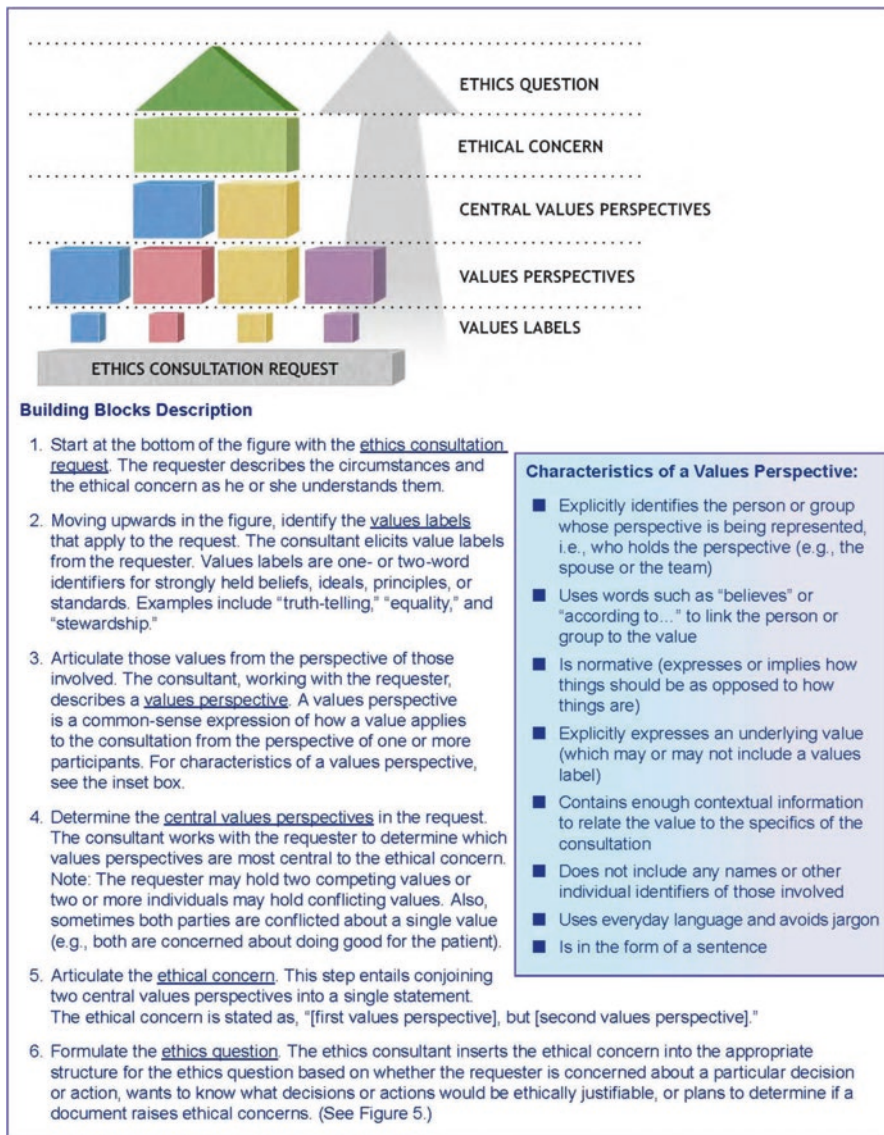 ETHICS QUESTION
ETHICAL CONCERN
CENTRAL VALUES PERSPECTIVES
VALUES PERSPECTIVES
VALUES LABELS
ETHICS CONSULTATION REQUEST
Building Blocks Description
1. Start at the bottom of the figure with the ethics consultation
request. The requester describes the circumstances and
the ethical concern as he or she understands them.
2. Moving upwards in the figure, identify the values labels
that apply to the request. The consultant elicits value labels
from the requester. Values labels are one- or two-word
identifiers for strongly held beliefs, ideals, principles, or
standards. Examples include “truth-telling,” “equality,” and
“stewardship.”
3. Articulate those values from the perspective of those
involved. The consultant, working with the requester,
describes a values perspective. A values perspective
is a common-sense expression of how a value applies
to the consultation from the perspective of one or more
participants. For characteristics of a values perspective,
see the inset box.
4. Determine the central values perspectives in the request.
The consultant works with the requester to determine which
values perspectives are most central to the ethical concern.
Note: The requester may hold two competing values or
two or more individuals may hold conflicting values. Also,
sometimes both parties are conflicted about a single value
(e.g., both are concerned about doing good for the patient).
5. Articulate the ethical concern. This step entails conjoining
two central values perspectives into a single statement.
The ethical concern is stated as, “[first values perspective], but [second values perspective].”
6. Formulate the ethics question. The ethics consultant inserts the ethical concern into the appropriate
structure for the ethics question based on whether the requester is concerned about a particular decision
or action, wants to know what decisions or actions would be ethically justifiable, or plans to determine if a
document raises ethical concerns. (See Figure 5.)
Characteristics of a Values Perspective:
■ Explicitly identifies the person or group
whose perspective is being represented,
i.e., who holds the perspective (e.g., the
spouse or the team)
■ Uses words such as “believes” or
“according to…” to link the person or
group to the value
■ Is normative (expresses or implies how
things should be as opposed to how
things are)
■ Explicitly expresses an underlying value
(which may or may not include a values
label)
■ Contains enough contextual information
to relate the value to the specifics of the
consultation
■ Does not include any names or other
individual identifiers of those involved
■ Uses everyday language and avoids jargon
■ Is in the form of a sentence